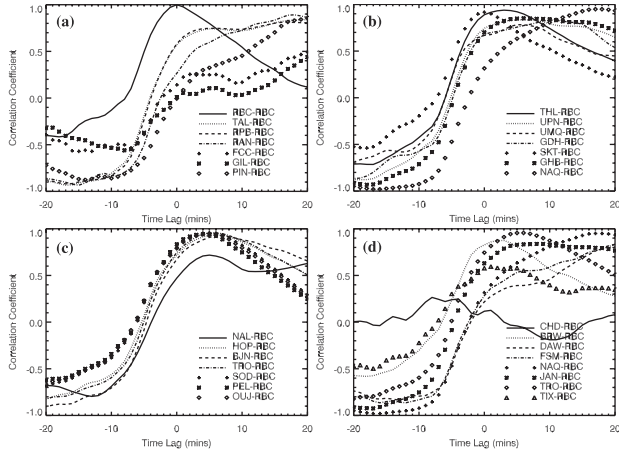 (a)
Correlation Coefficient
1.0
0.5
0.0
-0.5
-1.0
-20 -10 0 10 20
Time Lag (mins)
RBC-RBC
TAL-RBC
RPB-RBC
RAN-RBC
FCC-RBC
GIL-RBC
PIN-RBC
(b)
Correlation Coefficient
1.0
0.5
0.0
-0.5
-1.0
-20 -10 0 10 20
Time Lag (mins)
THL-RBC
UPN-RBC
UMQ-RBC
GDH-RBC
SKT-RBC
GHB-RBC
NAQ-RBC
(c)
Correlation Coefficient
1.0
0.5
0.0
-0.5
-1.0
-20 -10 0 10 20
Time Lag (mins)
NAL-RBC
HOP-RBC
BJN-RBC
TRO-RBC
SOD-RBC
PEL-RBC
OUJ-RBC
(d)
Correlation Coefficient
1.0
0.5
0.0
-0.5
-1.0
-20 -10 0 10 20
Time Lag (mins)
CHD-RBC
BRW-RBC
DAW-RBC
FSM-RBC
NAQ-RBC
JAN-RBC
TRO-RBC
TIX-RBC